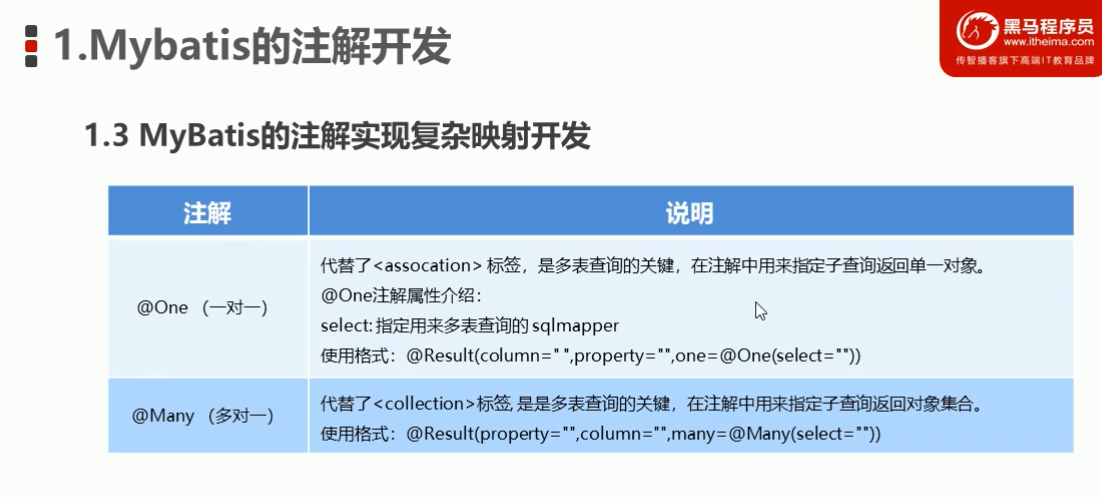 1.Mybatis的注解开发
黑马程序员
www.itheima.com
传智播客旗下高端IT教育品牌
1.3 MyBatis的注解实现复杂映射开发
注解
说明
@One （一对一）
代替了<assocation> 标签，是多表查询的关键，在注解中用来指定子查询返回单一对象。
@One注解属性介绍：
select: 指定用来多表查询的 sqlmapper
使用格式：@Result(column=" ",property="",one=@One(select=""))
@Many （多对一）
代替了<collection>标签, 是是多表查询的关键，在注解中用来指定子查询返回对象集合。
使用格式：@Result(property="",column="",many=@Many(select=""))